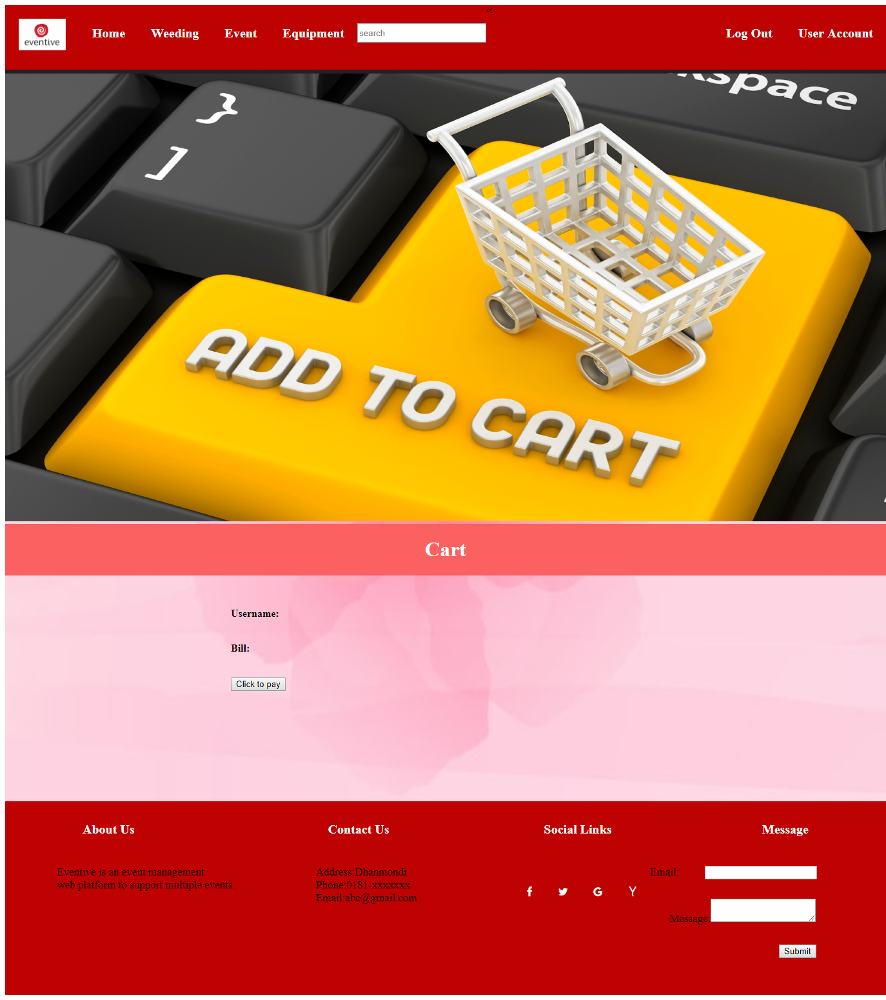 <
eventive
Home Weeding Event Equipment search Log Out User Account
kspace
}
]
ADD TO CART
Cart
Username:
Bill:
Click to pay
About Us Contact Us Social Links Message
Eventive is an event management
web platform to support multiple events.
Address.Dhanmondi
Phone.0181-xxxxxxx
Email:abc@gmail.com
f G Y
Email:
Message:
Submit